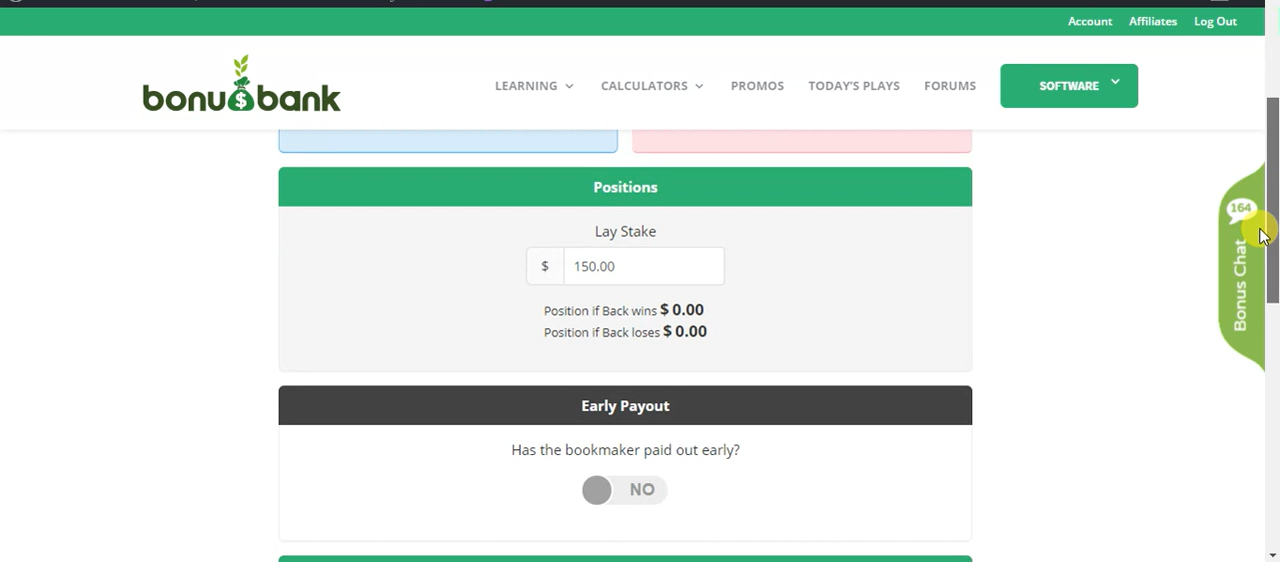 Account Affiliates Log Out
bonu$bank LEARNING CALCULATORS PROMOS TODAY'S PLAYS FORUMS SOFTWARE
Positions
Lay Stake
$ 150.00
Position if Back wins $ 0.00
Position if Back loses $ 0.00
Early Payout
Has the bookmaker paid out early?
NO
164
Bonus Chat